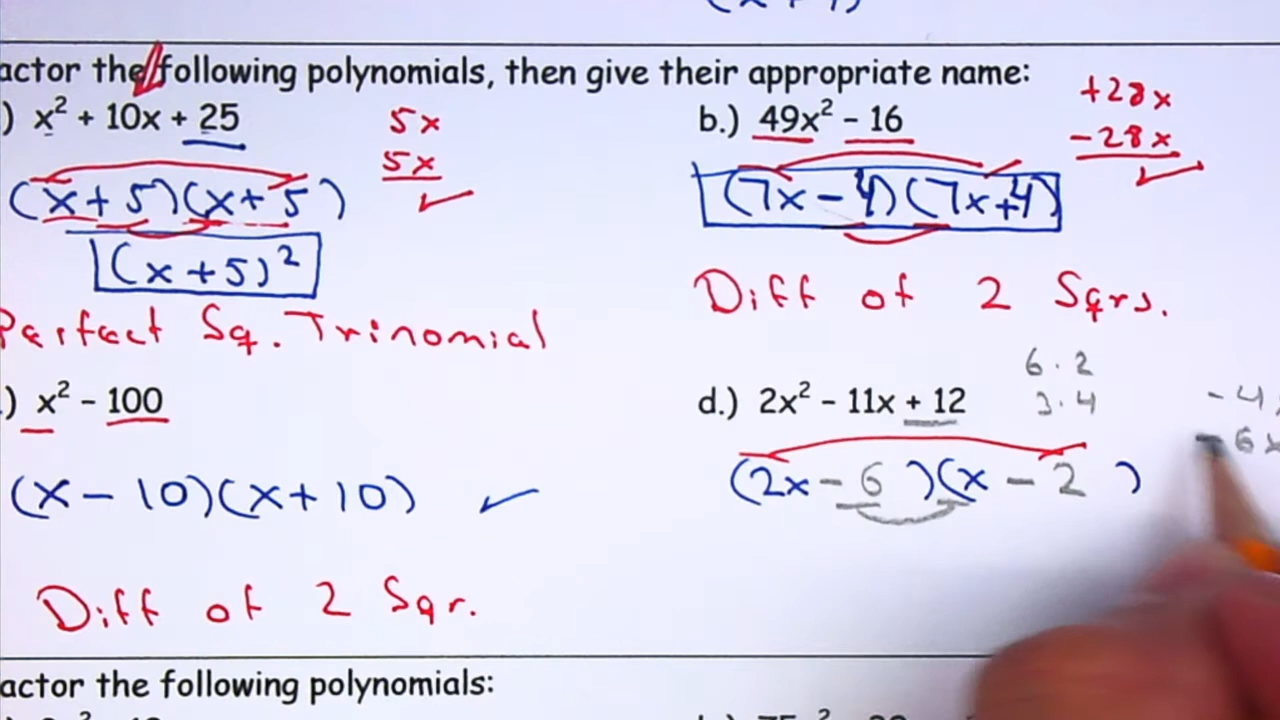 actor the following polynomials, then give their appropriate name:
) x² + 10x + 25
5x
5x
(x + 5)(x + 5)
(x + 5)²
Perfect Sq. Trinomial
b.) 49x² - 16
+28x
-28x
(7x - 4)(7x + 4)
Diff of 2 Sqrs.
.) x² - 100
(x - 10)(x + 10)
Diff of 2 Sqr.
d.) 2x² - 11x + 12
6 · 2
3 · 4
- 4
- 6x
(2x - 6 )(x - 2 )
actor the following polynomials: